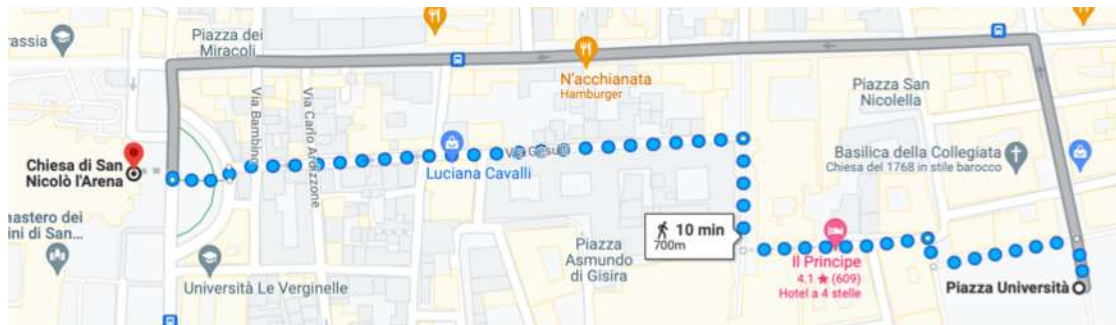 Piazza dei
Miracoli
rassia
N'acchianata
Hamburger
Piazza San
Nicolella
Via Bambino
Via Carlo Ardizzone
Via Gesuiti
Luciana Cavalli
Basilica della Collegiata
Chiesa del 1768 in stile barocco
Chiesa di San
Nicolò l'Arena
nastero dei
ini di San...
10 min
700m
Piazza
Asmundo
di Gisira
Il Principe
4.1 ★ (609)
Hotel a 4 stelle
Università Le Verginelle
Piazza Università